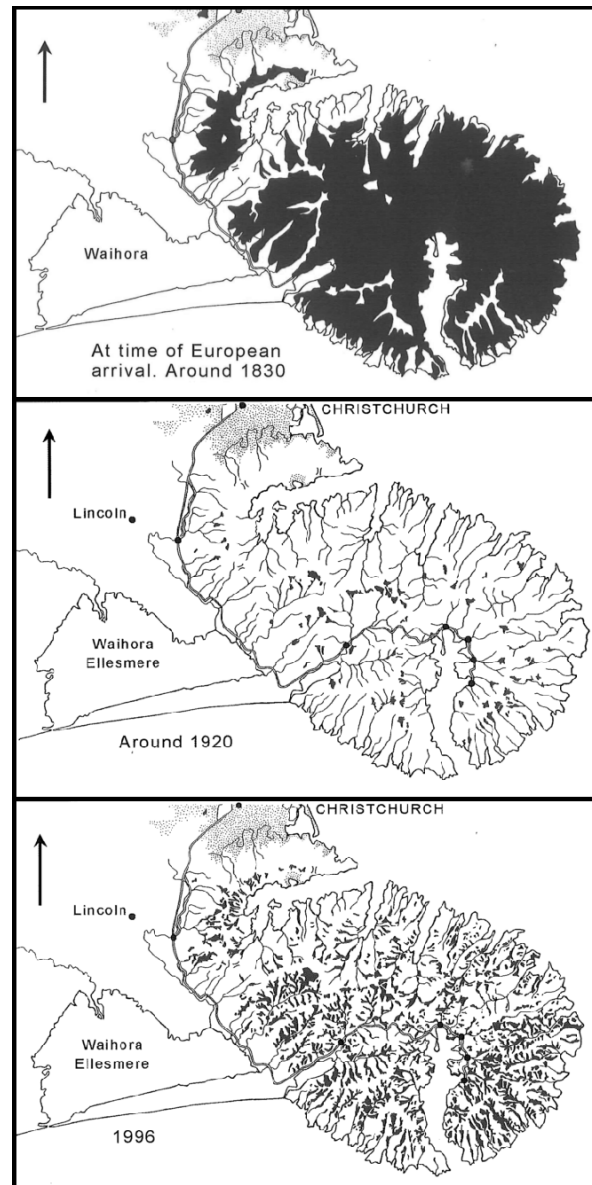 Waihora
At time of European
arrival. Around 1830
CHRISTCHURCH
Lincoln
Waihora
Ellesmere
Around 1920
CHRISTCHURCH
Lincoln
Waihora
Ellesmere
1996